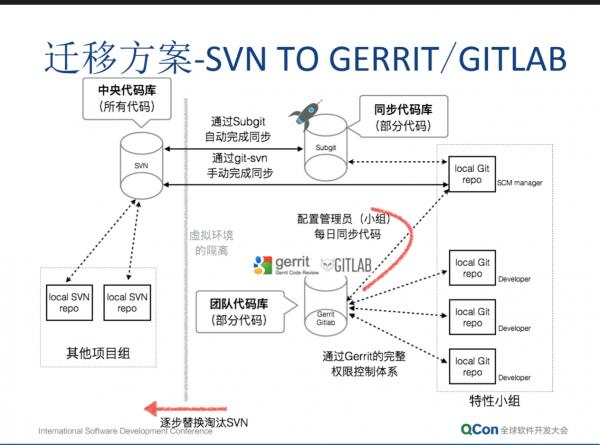 迁移方案-SVN TO GERRIT/GITLAB
中央代码库
（所有代码）
通过Subgit
自动完成同步
同步代码库
（部分代码）
SVN
Subgit
通过git-svn
手动完成同步
local Git
repo
SCM manager
配置管理员（小组）
每日同步代码
虚拟环境
的隔离
gerrit
Gerrit Code Review
GITLAB
local Git
repo
Developer
local SVN
repo
local SVN
repo
团队代码库
（部分代码）
Gerrit
Gitlab
local Git
repo
Developer
其他项目组
通过Gerrit的完整
权限控制体系
local Git
repo
Developer
特性小组
逐步替换淘汰SVN
International Software Development Conference
QCon 全球软件开发大会